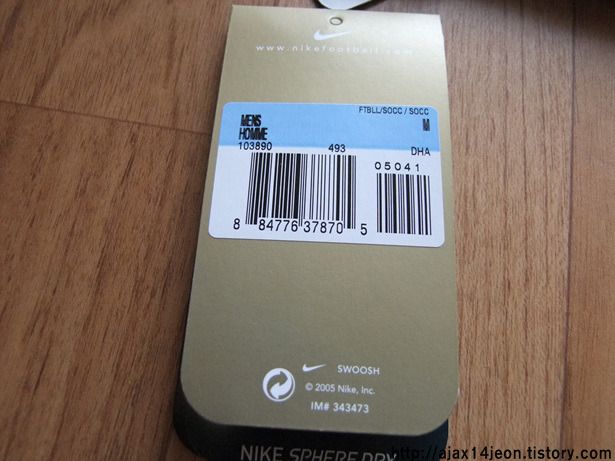 www.nikefootball.com
FTBLL/SOCC / SOCC
MENS M
HOMME
103890 493 DHA
05041
8 84776 37870 5
SWOOSH
© 2005 Nike, Inc.
IM# 343473
NIKE SPHERE DRY
http://ajax14jeon.tistory.com